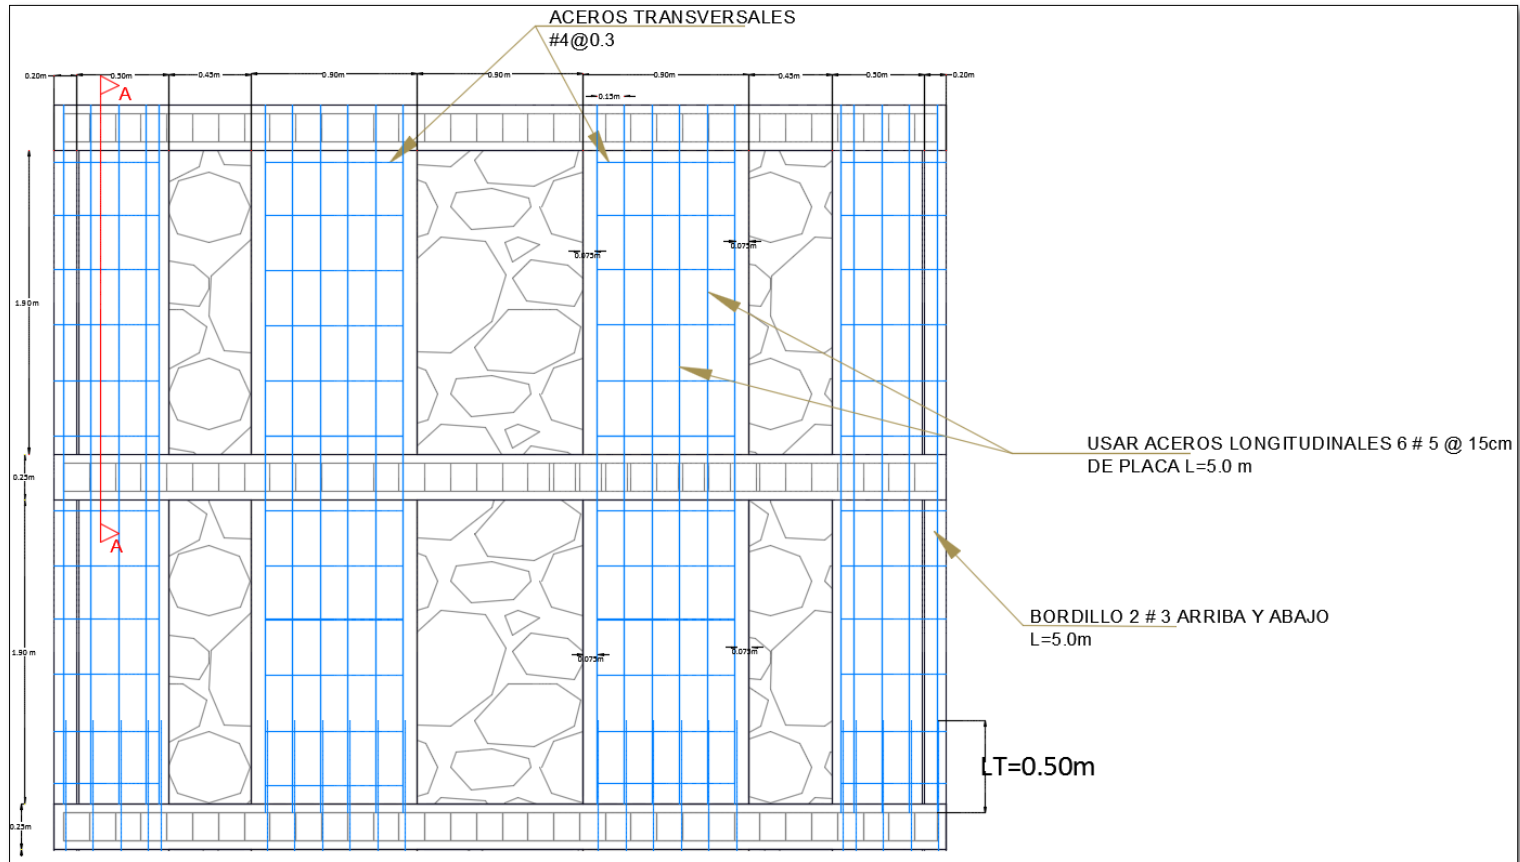 ACEROS TRANSVERSALES
#4@0.3
0.20m 0.50m 0.45m 0.90m 0.90m 0.90m 0.45m 0.50m 0.20m
A
0.15m
0.075m
0.075m
1.90m
USAR ACEROS LONGITUDINALES 6 # 5 @ 15cm
DE PLACA L=5.0 m
0.25m
A
BORDILLO 2 # 3 ARRIBA Y ABAJO
L=5.0m
0.075m
0.075m
1.90 m
LT=0.50m
0.25m